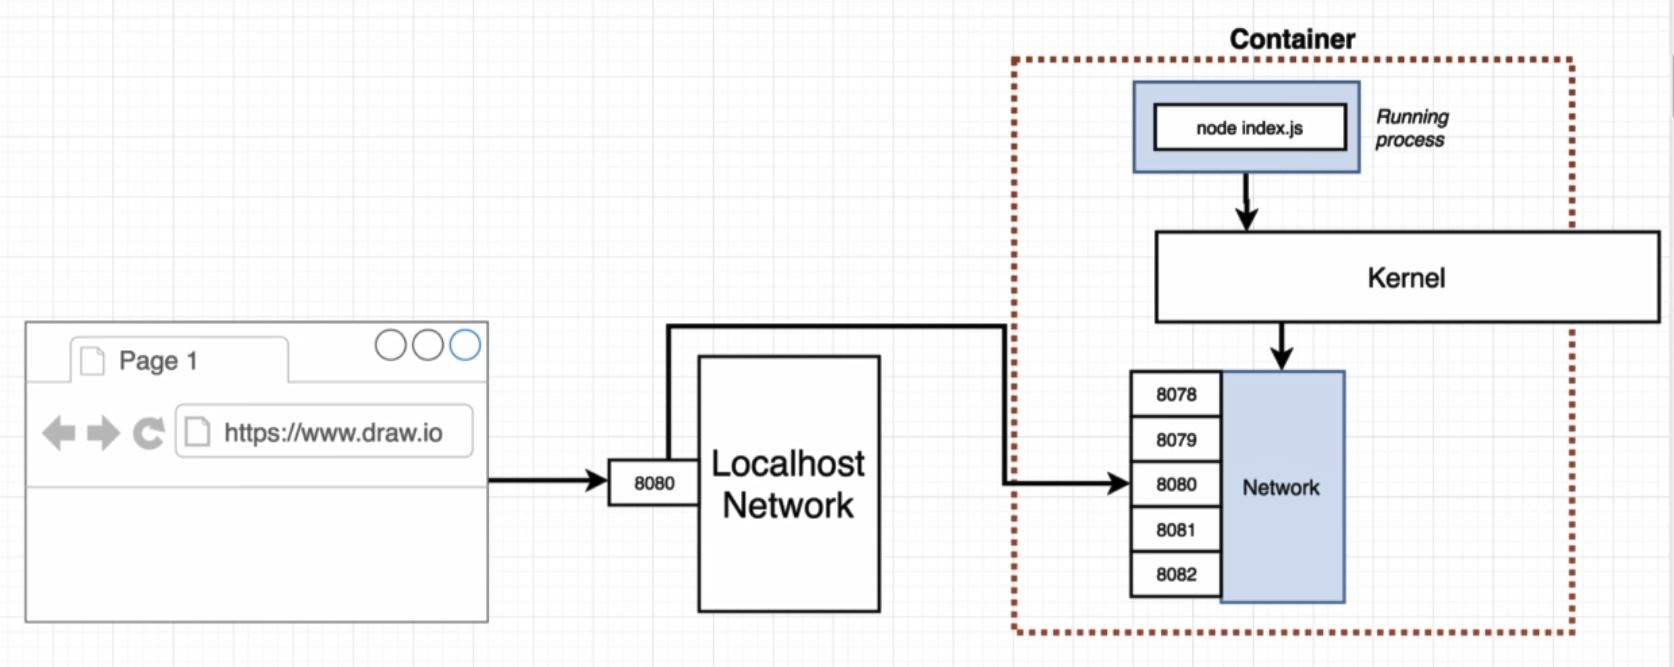 Container
node index.js
Running
process
Kernel
Page 1
https://www.draw.io
8080
Localhost
Network
8078
8079
8080
8081
8082
Network